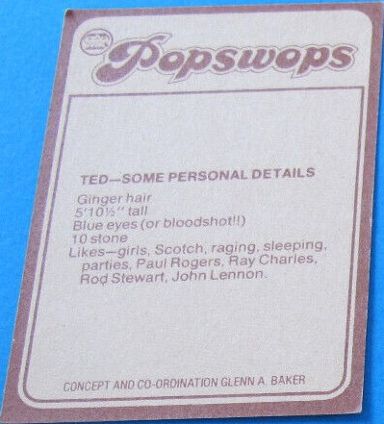 Popswops
TED—SOME PERSONAL DETAILS
Ginger hair
5'10½" tall
Blue eyes (or bloodshot!!)
10 stone
Likes—girls, Scotch, raging, sleeping,
parties, Paul Rogers, Ray Charles,
Rod Stewart, John Lennon.
CONCEPT AND CO-ORDINATION GLENN A. BAKER